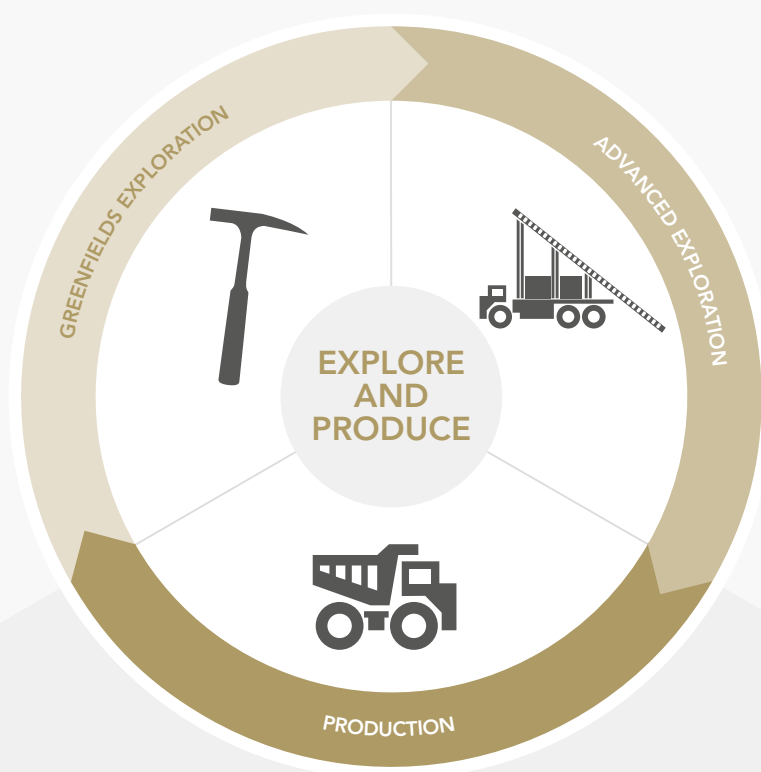 GREENFIELDS EXPLORATION
ADVANCED EXPLORATION
EXPLORE
AND
PRODUCE
PRODUCTION